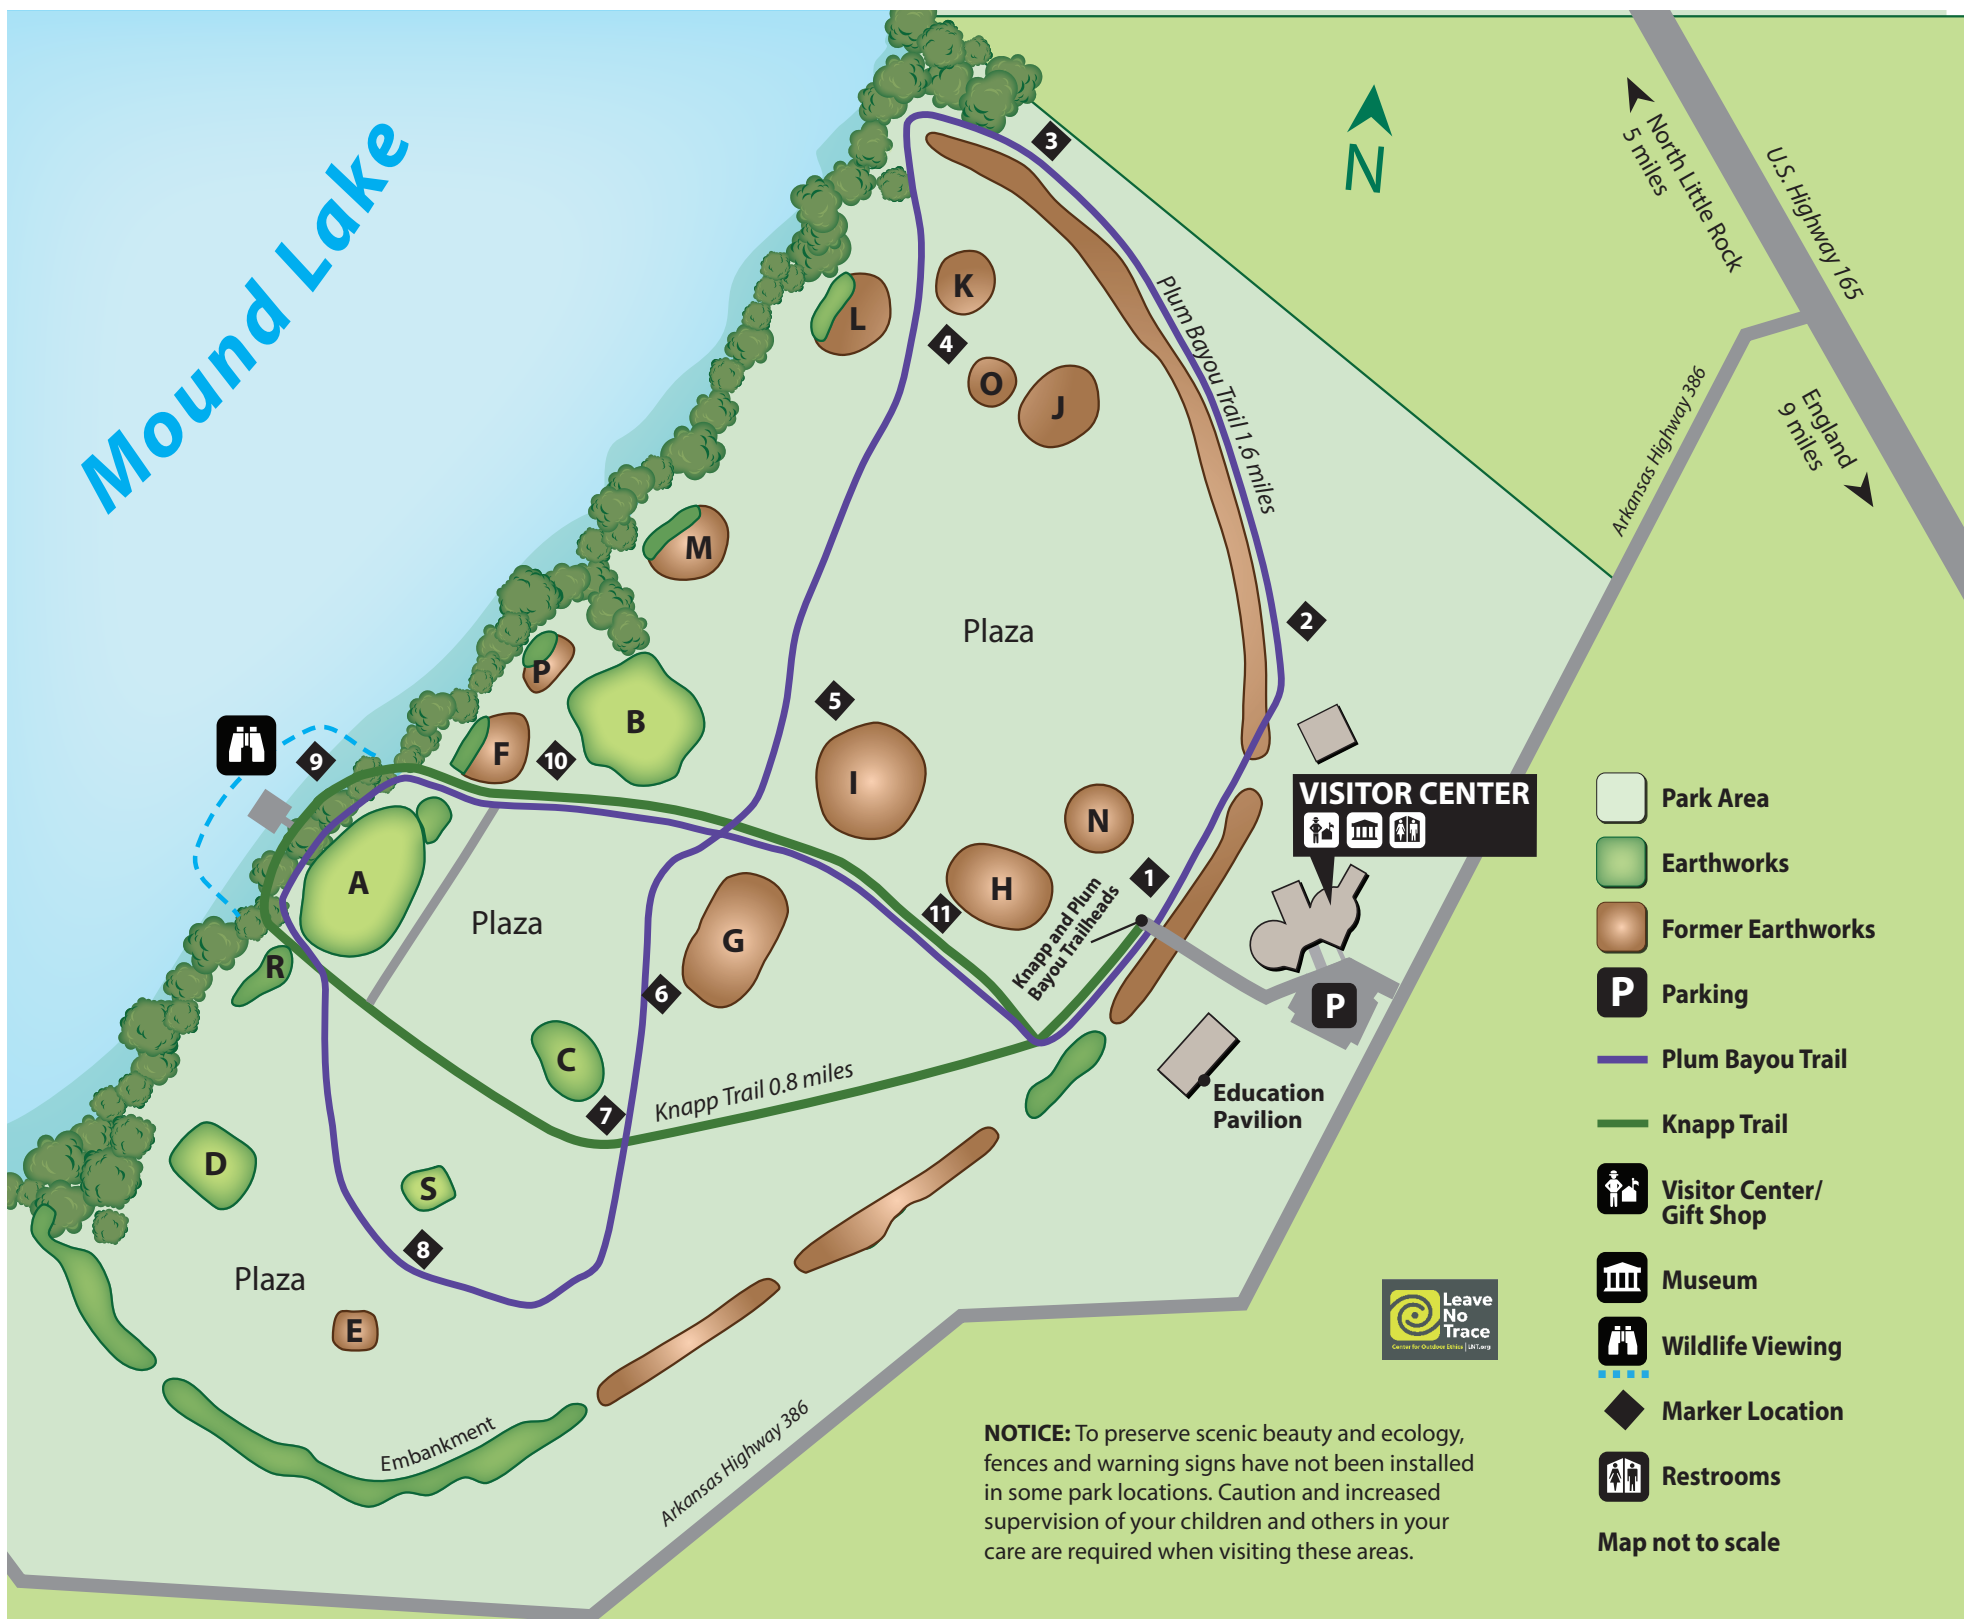 Mound Lake
N
North Little Rock
5 miles
U.S. Highway 165
England
9 miles
Arkansas Highway 386
3
K
L
4
O
J
Plum Bayou Trail 1.6 miles
M
2
Plaza
P
B
5
F
10
9
I
N
VISITOR CENTER
A
H
1
11
Plaza
G
Knapp and Plum
Bayou Trailheads
R
6
P
C
Knapp Trail 0.8 miles
7
Education
Pavilion
D
S
8
Plaza
E
Embankment
Arkansas Highway 386
Park Area
Earthworks
Former Earthworks
P
Parking
Plum Bayou Trail
Knapp Trail
Visitor Center/
Gift Shop
Museum
Wildlife Viewing
Marker Location
Restrooms
Map not to scale
Leave
No
Trace
Center for Outdoor Ethics | LNT.org
NOTICE: To preserve scenic beauty and ecology,
fences and warning signs have not been installed
in some park locations. Caution and increased
supervision of your children and others in your
care are required when visiting these areas.